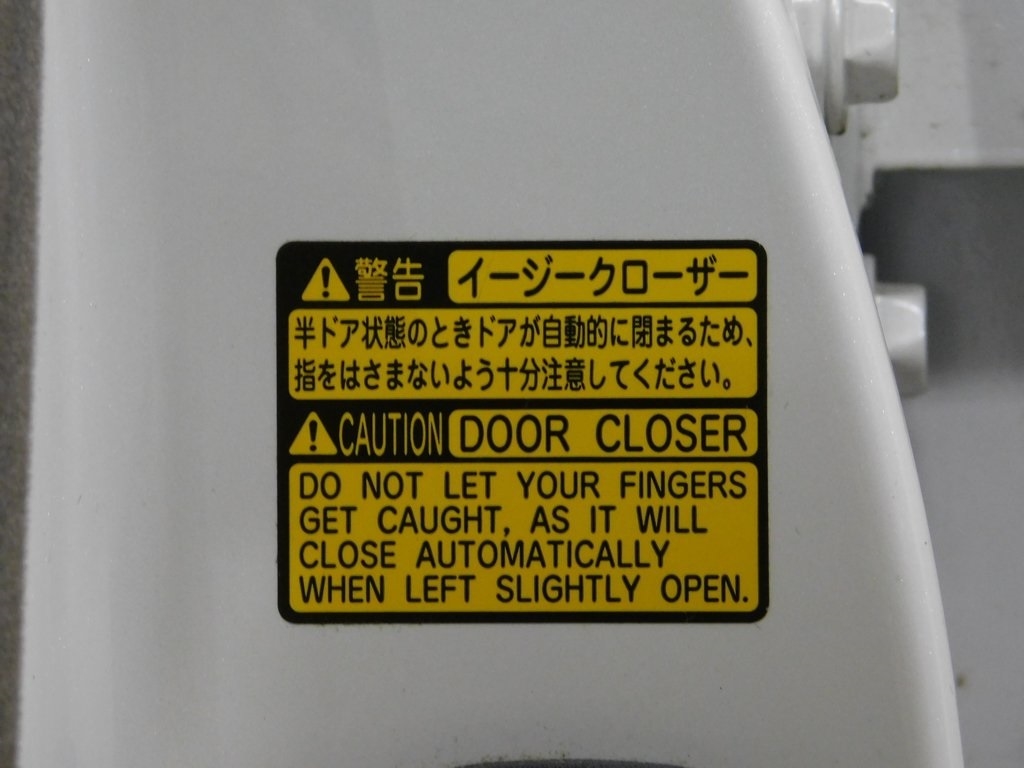 警告 イージークローザー
半ドア状態のときドアが自動的に閉まるため、
指をはさまないよう十分注意してください。
CAUTION DOOR CLOSER
DO NOT LET YOUR FINGERS
GET CAUGHT, AS IT WILL
CLOSE AUTOMATICALLY
WHEN LEFT SLIGHTLY OPEN.